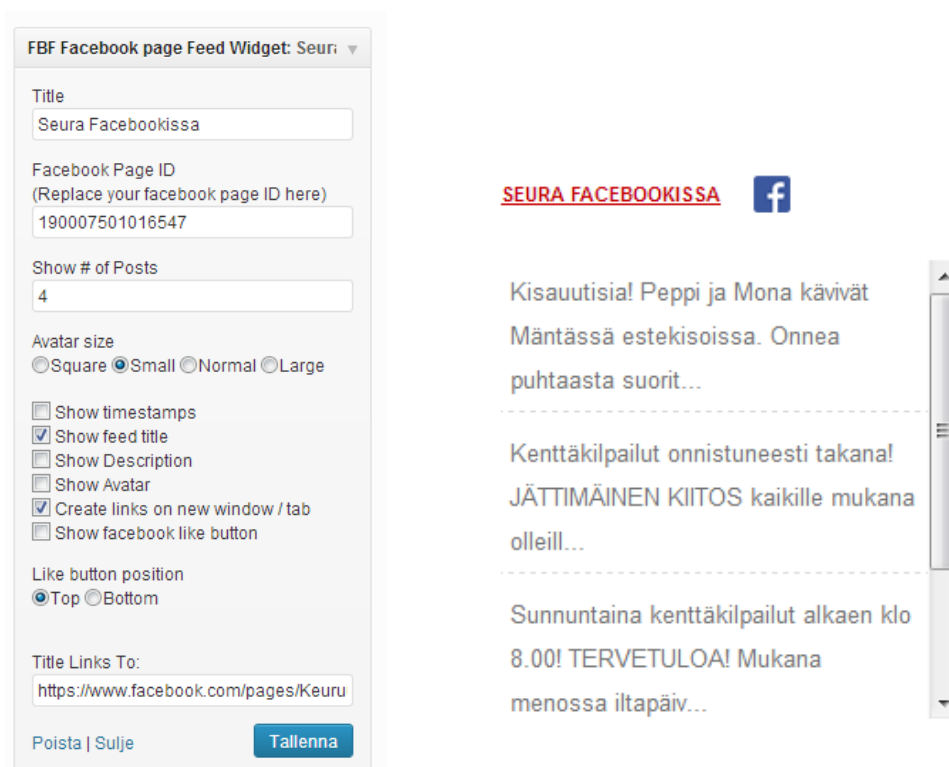 FBF Facebook page Feed Widget: Seura
Title
Seura Facebookissa
Facebook Page ID
(Replace your facebook page ID here)
190007501016547
Show # of Posts
4
Avatar size
Square Small Normal Large
Show timestamps
Show feed title
Show Description
Show Avatar
Create links on new window / tab
Show facebook like button
Like button position
Top Bottom
Title Links To:
https://www.facebook.com/pages/Keuru
Poista | Sulje
Tallenna
SEURA FACEBOOKISSA
f
Kisauutisia! Peppi ja Mona kävivät
Mäntässä estekisoissa. Onnea
puhtaasta suorit...
Kenttäkilpailut onnistuneesti takana!
JÄTTIMÄINEN KIITOS kaikille mukana
olleill...
Sunnuntaina kenttäkilpailut alkaen klo
8.00! TERVETULOA! Mukana
menossa iltapäiv...